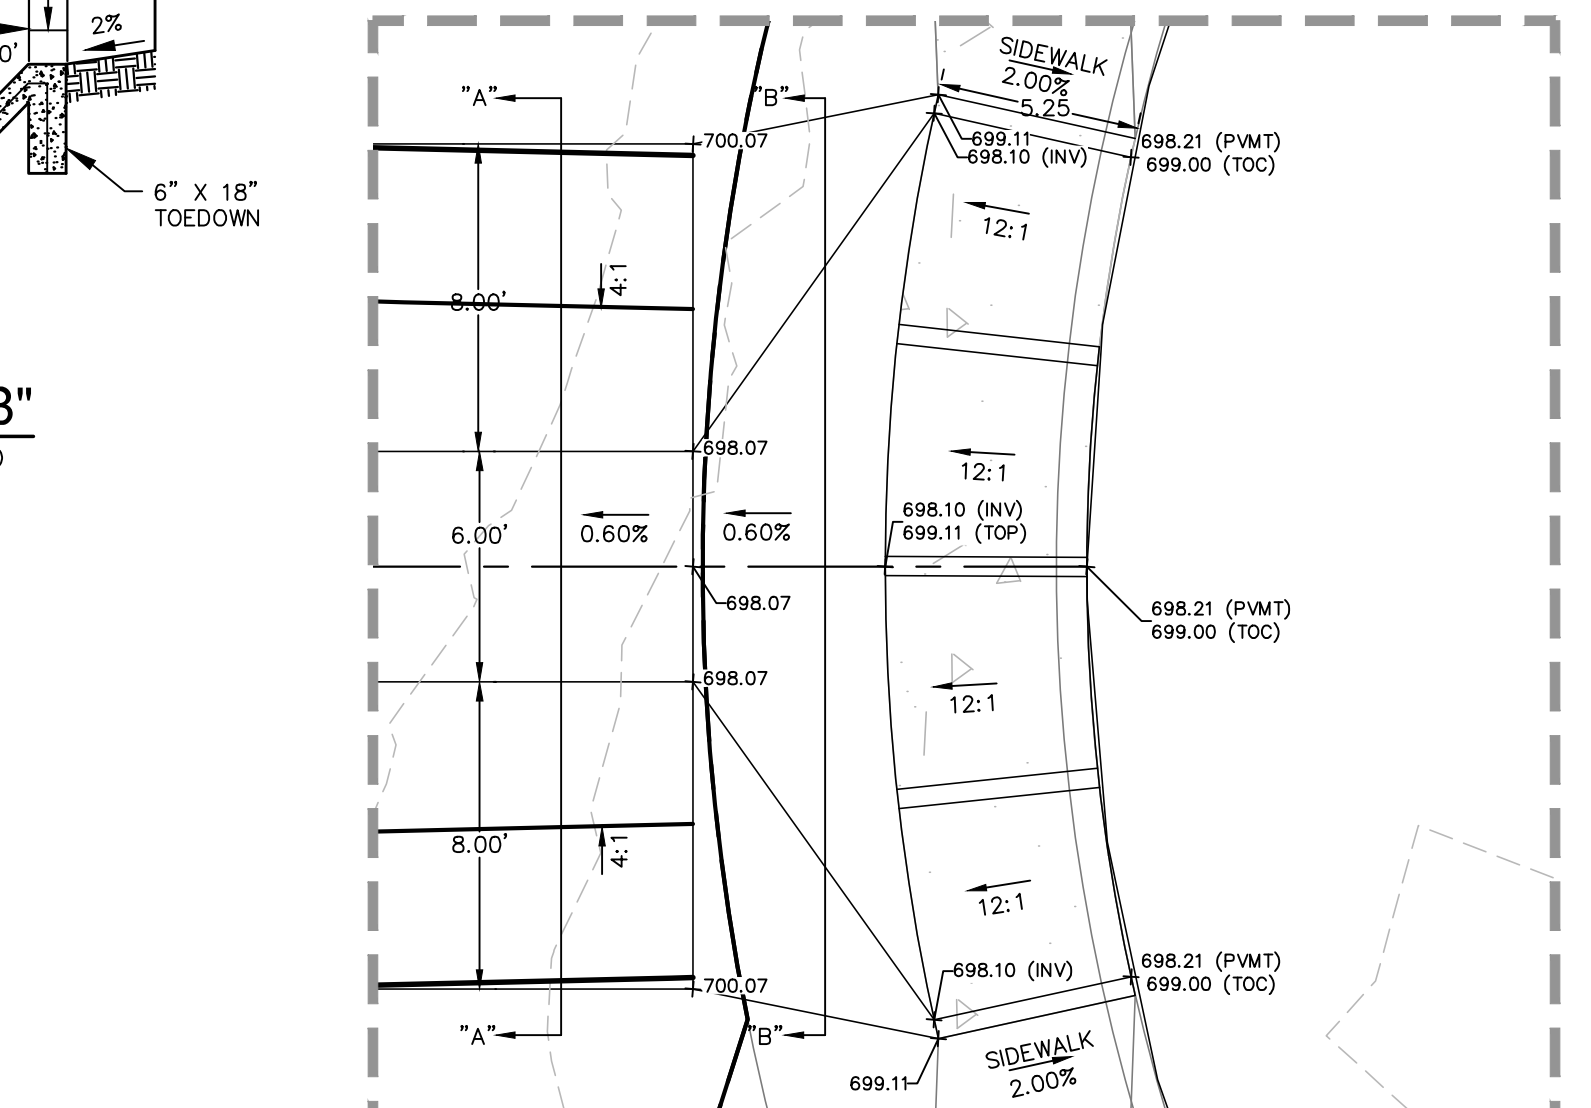 2%
0'
6" X 18"
TOEDOWN
B"
)
SIDEWALK
2.00%
5.25
"A"
"B"
700.07
699.11
698.10 (INV)
698.21 (PVMT)
699.00 (TOC)
12:1
4:1
8.00'
698.07
12:1
698.10 (INV)
699.11 (TOP)
6.00'
0.60%
0.60%
698.07
698.21 (PVMT)
699.00 (TOC)
698.07
12:1
8.00'
4:1
12:1
698.10 (INV)
698.21 (PVMT)
699.00 (TOC)
700.07
"A"
"B"
SIDEWALK
2.00%
699.11